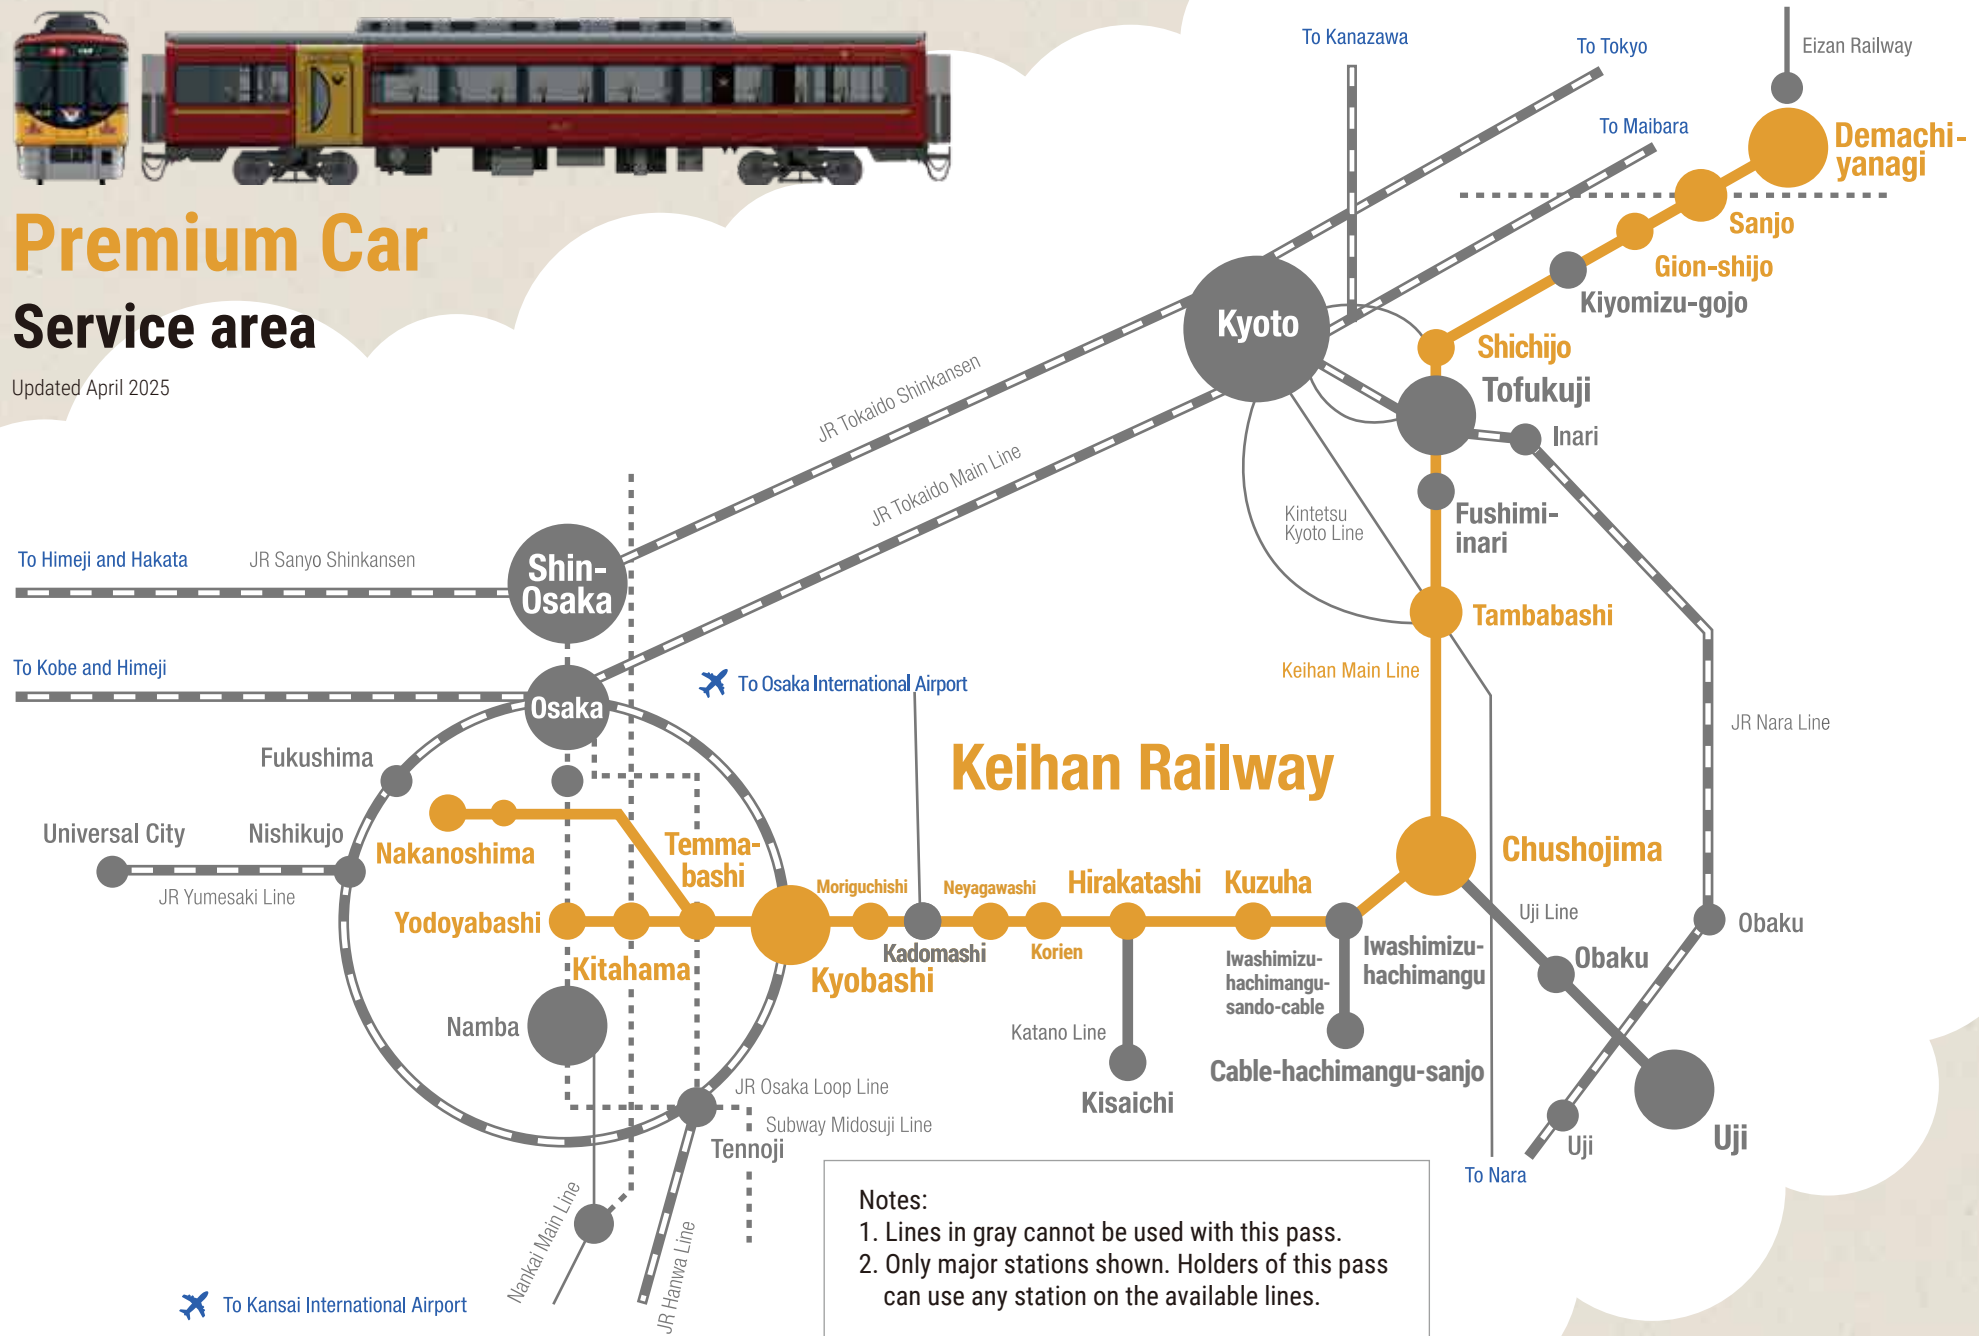 Premium Car
Service area
Updated April 2025
To Kanazawa
To Tokyo
Eizan Railway
To Maibara
Demachi-
yanagi
Sanjo
Gion-shijo
Kiyomizu-gojo
Kyoto
Shichijo
Tofukuji
Inari
JR Tokaido Shinkansen
JR Tokaido Main Line
Kintetsu
Kyoto Line
Fushimi-
inari
To Himeji and Hakata
JR Sanyo Shinkansen
Shin-
Osaka
Tambabashi
To Kobe and Himeji
Osaka
To Osaka International Airport
Keihan Main Line
JR Nara Line
Fukushima
Keihan Railway
Universal City
Nishikujo
Nakanoshima
Temma-
bashi
Chushojima
JR Yumesaki Line
Moriguchishi
Neyagawashi
Hirakatashi
Kuzuha
Yodoyabashi
Uji Line
Obaku
Kitahama
Kyobashi
Kadomashi
Korien
Iwashimizu-
hachimangu-
sando-cable
Iwashimizu-
hachimangu
Obaku
Namba
Katano Line
Cable-hachimangu-sanjo
Kisaichi
JR Osaka Loop Line
Subway Midosuji Line
Tennoji
Uji
Uji
To Nara
Nankai Main Line
JR Hanwa Line
To Kansai International Airport
Notes:
1. Lines in gray cannot be used with this pass.
2. Only major stations shown. Holders of this pass
can use any station on the available lines.